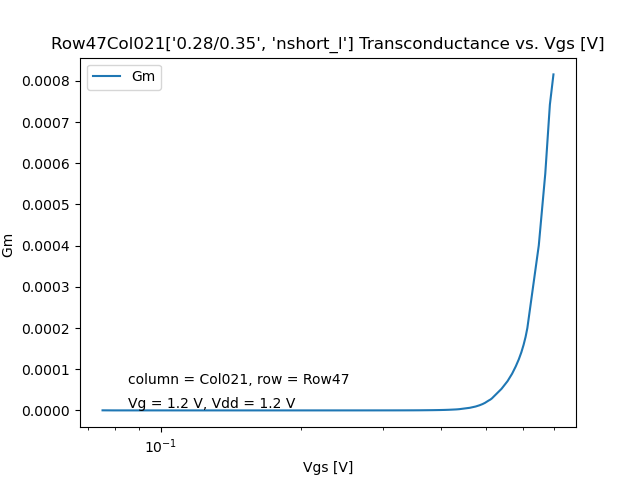 Row47Col021['0.28/0.35', 'nshort_l'] Transconductance vs. Vgs [V]
Gm
0.0008
0.0007
0.0006
0.0005
0.0004
0.0003
0.0002
0.0001
0.0000
Gm
column = Col021, row = Row47
Vg = 1.2 V, Vdd = 1.2 V
10⁻¹
Vgs [V]